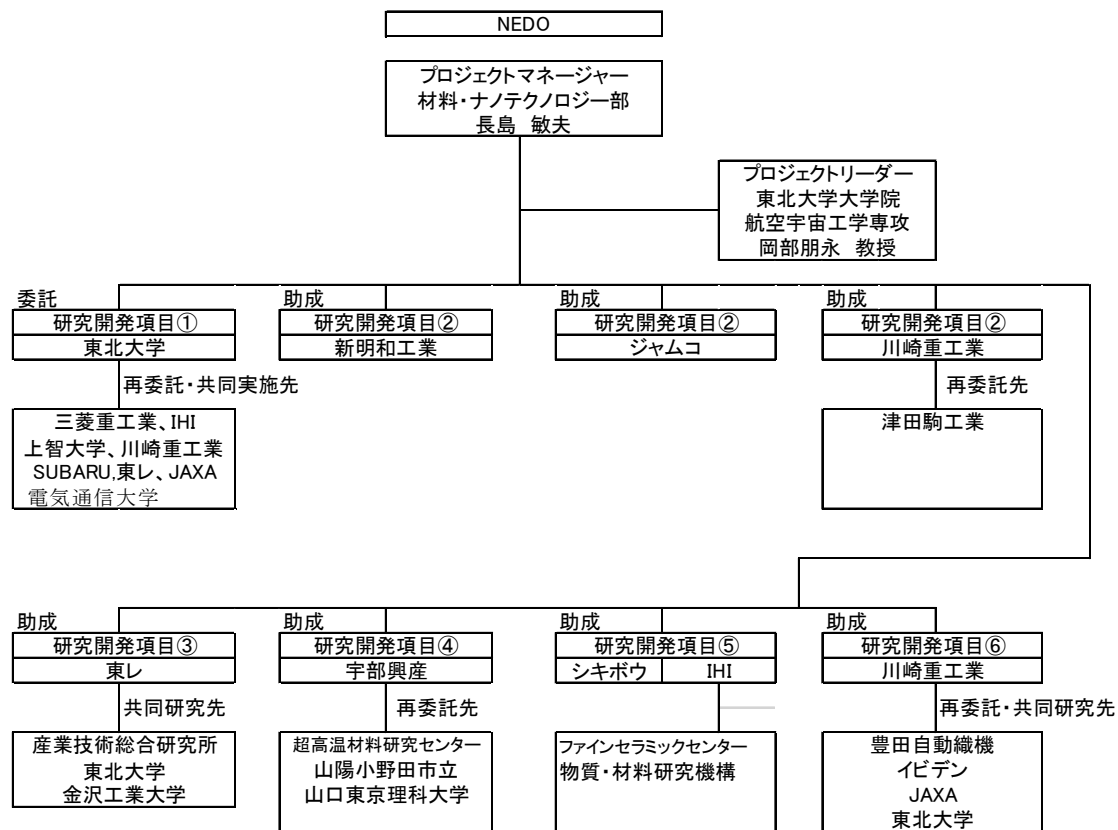 NEDO
プロジェクトマネージャー
材料・ナノテクノロジー部
長島 敏夫
プロジェクトリーダー
東北大学大学院
航空宇宙工学専攻
岡部朋永 教授
委託
研究開発項目①
東北大学
再委託・共同実施先
三菱重工業、IHI
上智大学、川崎重工業
SUBARU,東レ、JAXA
電気通信大学
助成
研究開発項目②
新明和工業
助成
研究開発項目②
ジャムコ
助成
研究開発項目②
川崎重工業
再委託先
津田駒工業
助成
研究開発項目③
東レ
共同研究先
産業技術総合研究所
東北大学
金沢工業大学
助成
研究開発項目④
宇部興産
再委託先
超高温材料研究センター
山陽小野田市立
山口東京理科大学
助成
研究開発項目⑤
シキボウ IHI
ファインセラミックセンター
物質・材料研究機構
助成
研究開発項目⑥
川崎重工業
再委託・共同研究先
豊田自動織機
イビデン
JAXA
東北大学